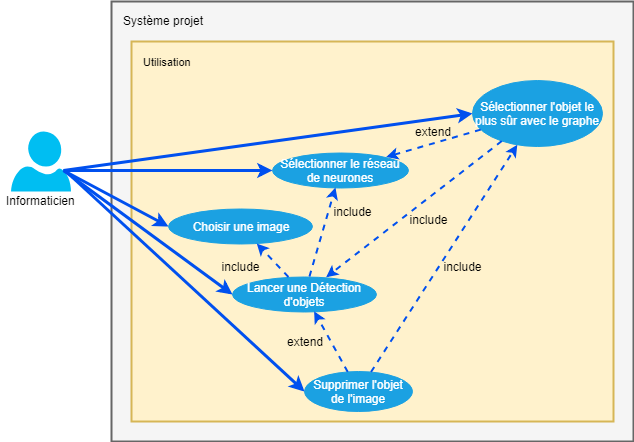 Système projet
Utilisation
Sélectionner l'objet le
plus sûr avec le graphe
extend
Sélectionner le réseau
de neurones
Informaticien
include
include
Choisir une image
include
include
Lancer une Détection
d'objets
extend
Supprimer l'objet
de l'image